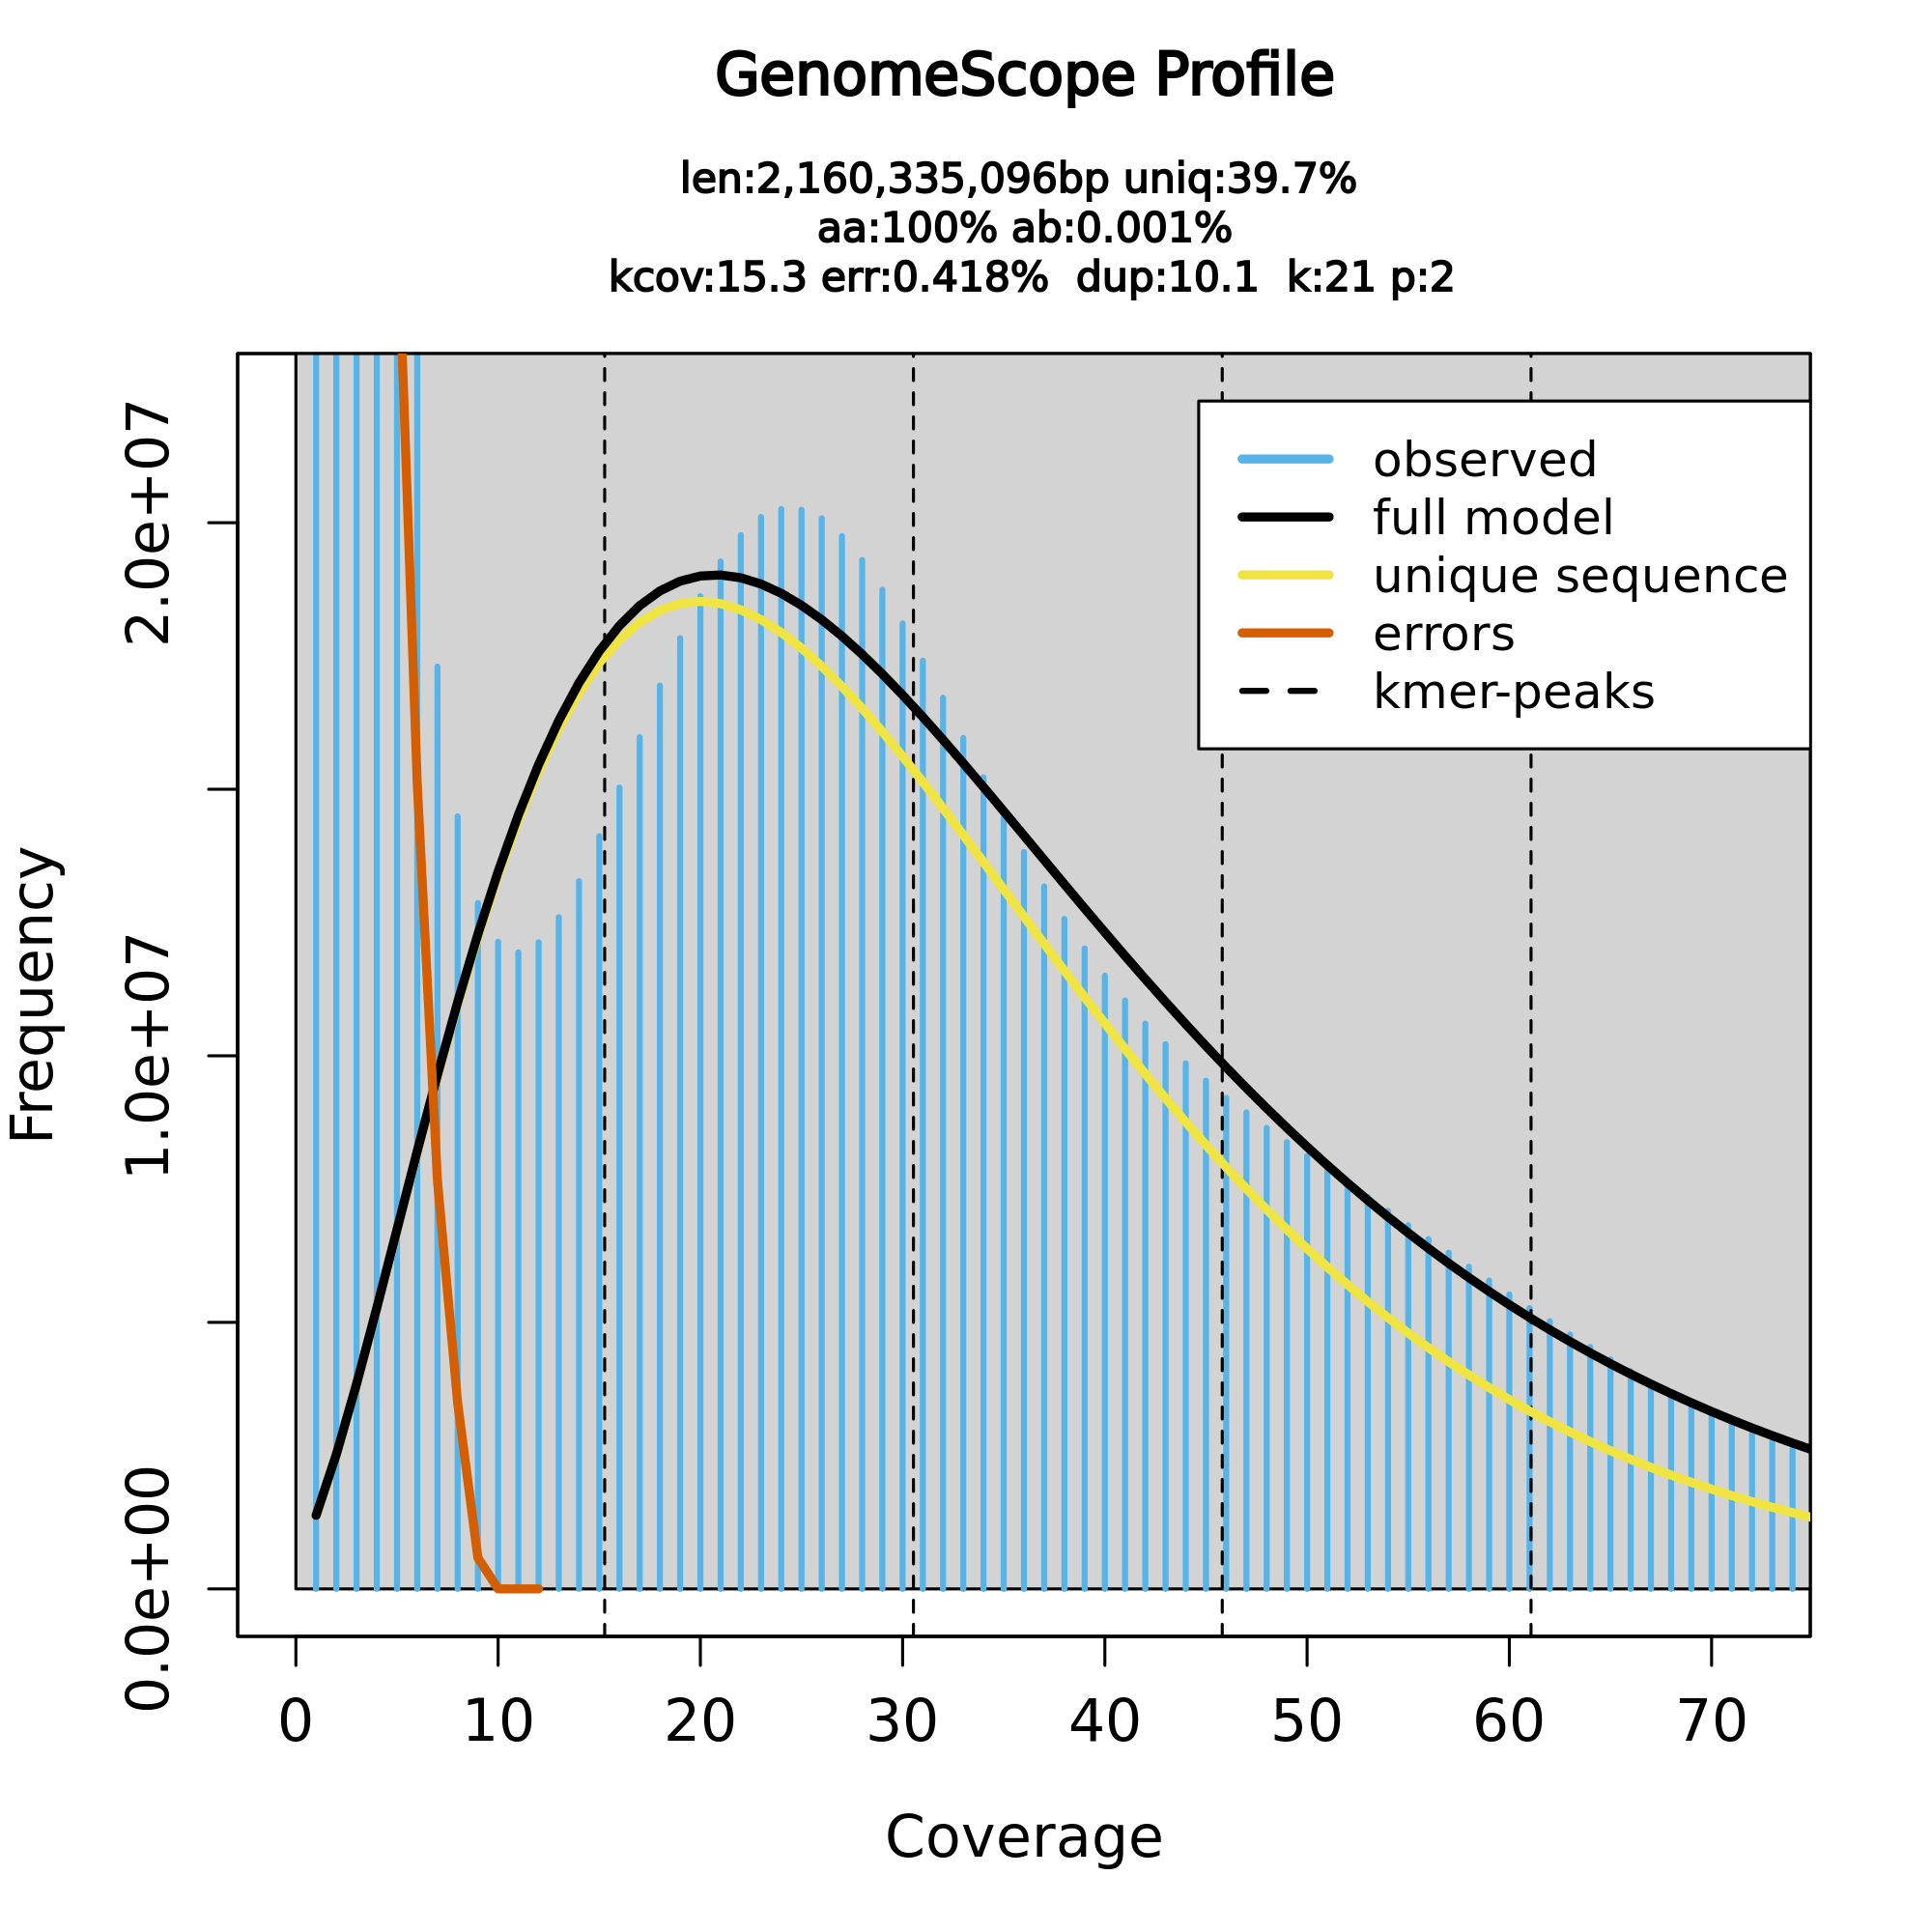 GenomeScope Profile
len:2,160,335,096bp uniq:39.7%
aa:100% ab:0.001%
kcov:15.3 err:0.418%  dup:10.1  k:21 p:2
observed
full model
unique sequence
errors
kmer-peaks
Frequency
2.0e+07
1.0e+07
0.0e+00
0 10 20 30 40 50 60 70
Coverage